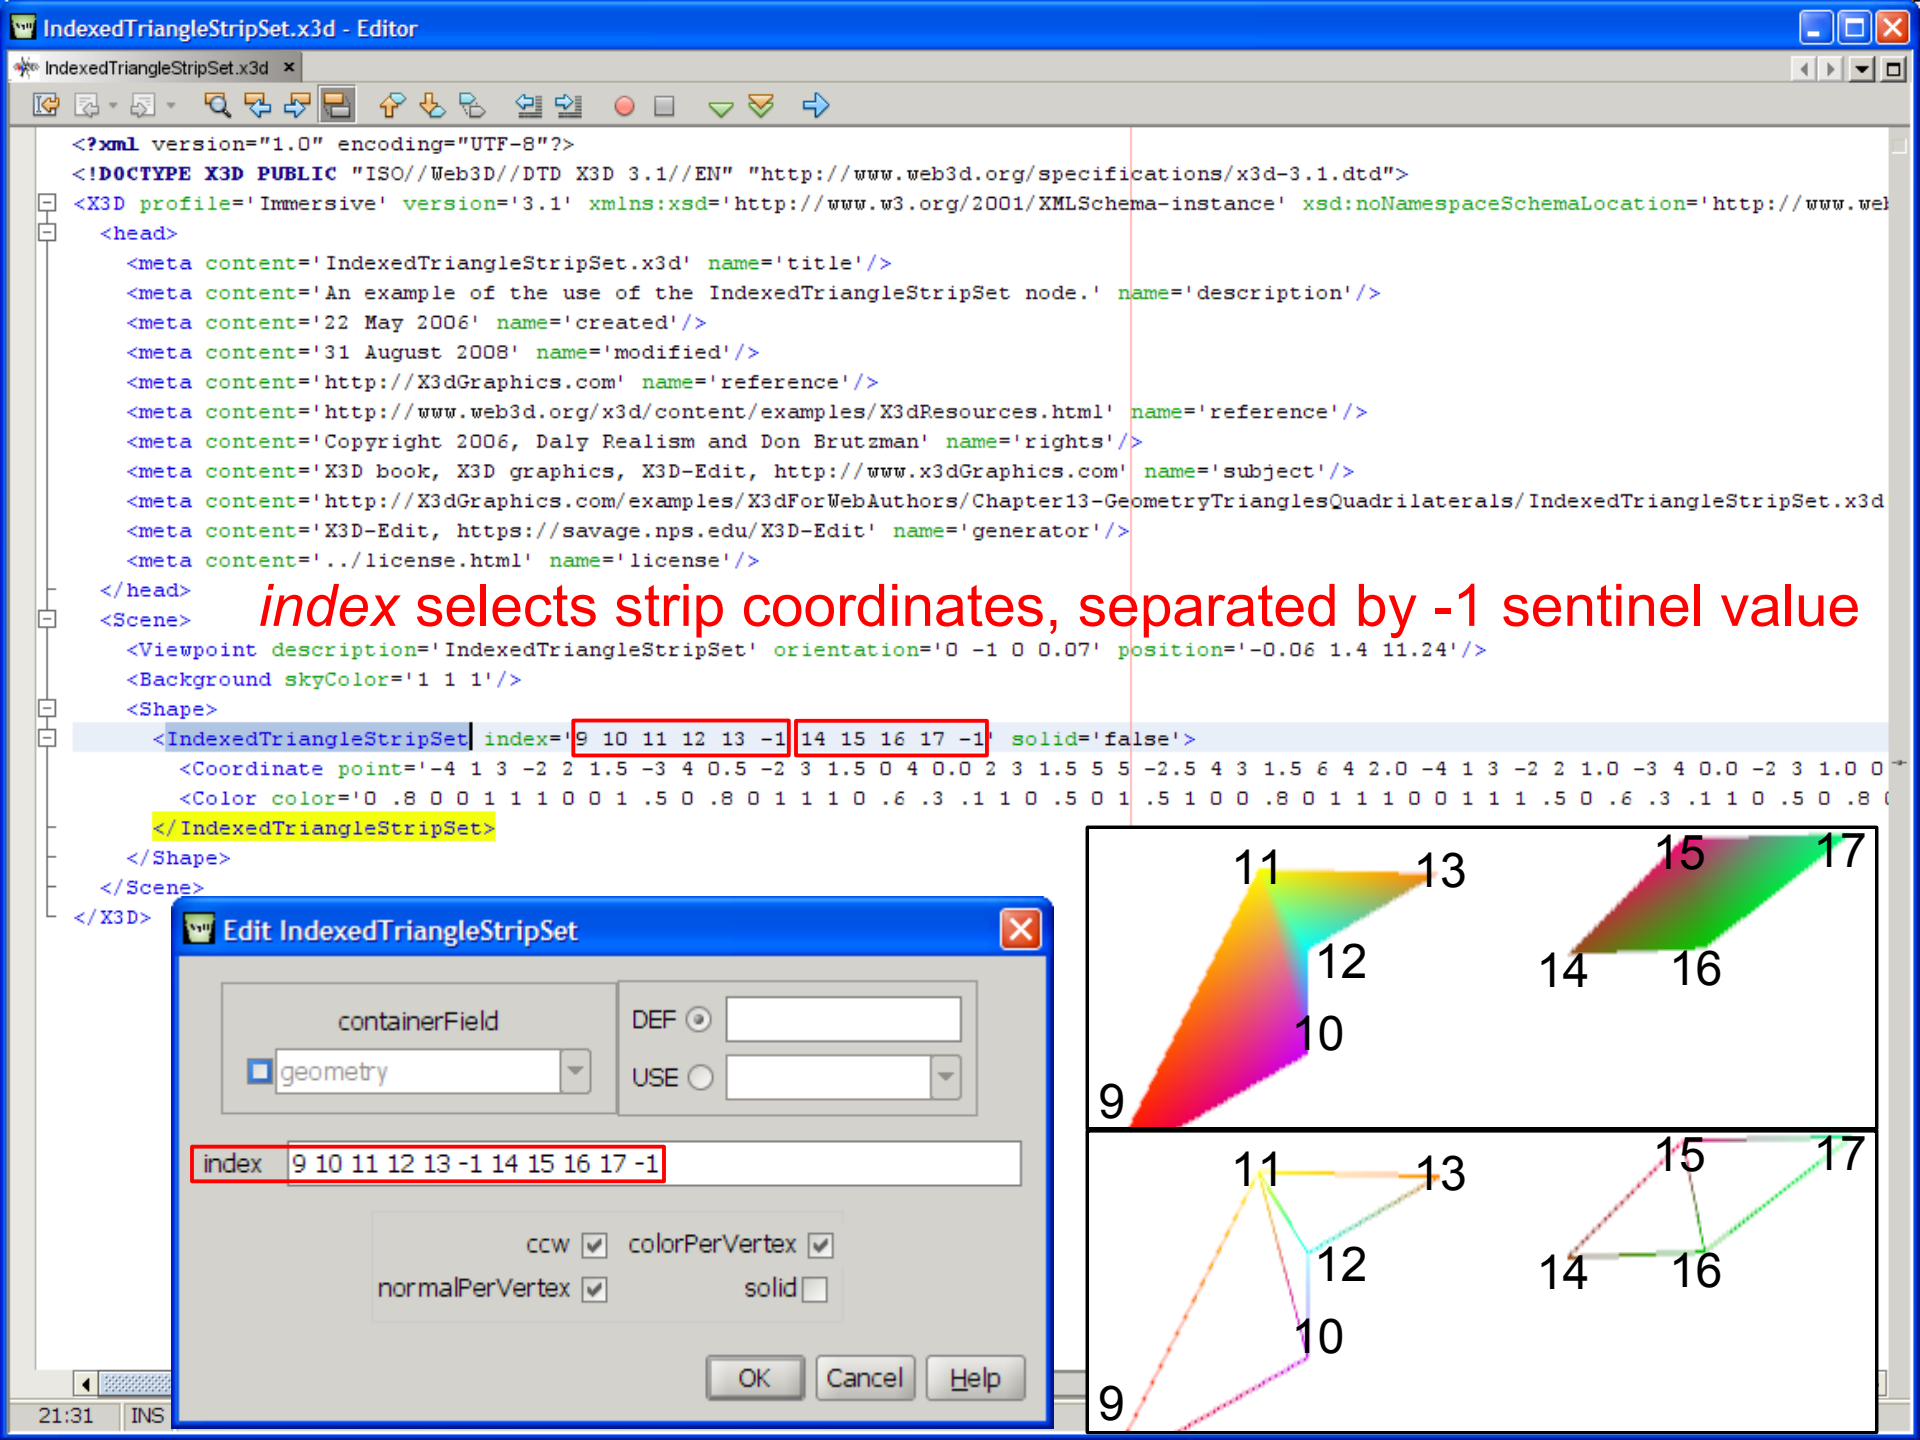 IndexedTriangleStripSet.x3d - Editor
IndexedTriangleStripSet.x3d ×
<?xml version="1.0" encoding="UTF-8"?>
<!DOCTYPE X3D PUBLIC "ISO//Web3D//DTD X3D 3.1//EN" "http://www.web3d.org/specifications/x3d-3.1.dtd">
<X3D profile='Immersive' version='3.1' xmlns:xsd='http://www.w3.org/2001/XMLSchema-instance' xsd:noNamespaceSchemaLocation='http://www.web
<head>
<meta content='IndexedTriangleStripSet.x3d' name='title'/>
<meta content='An example of the use of the IndexedTriangleStripSet node.' name='description'/>
<meta content='22 May 2006' name='created'/>
<meta content='31 August 2008' name='modified'/>
<meta content='http://X3dGraphics.com' name='reference'/>
<meta content='http://www.web3d.org/x3d/content/examples/X3dResources.html' name='reference'/>
<meta content='Copyright 2006, Daly Realism and Don Brutzman' name='rights'/>
<meta content='X3D book, X3D graphics, X3D-Edit, http://www.x3dGraphics.com' name='subject'/>
<meta content='http://X3dGraphics.com/examples/X3dForWebAuthors/Chapter13-GeometryTrianglesQuadrilaterals/IndexedTriangleStripSet.x3d
<meta content='X3D-Edit, https://savage.nps.edu/X3D-Edit' name='generator'/>
<meta content='../license.html' name='license'/>
</head>
index selects strip coordinates, separated by -1 sentinel value
<Scene>
<Viewpoint description='IndexedTriangleStripSet' orientation='0 -1 0 0.07' position='-0.06 1.4 11.24'/>
<Background skyColor='1 1 1'/>
<Shape>
<IndexedTriangleStripSet index='9 10 11 12 13 -1 14 15 16 17 -1' solid='false'>
<Coordinate point='-4 1 3 -2 2 1.5 -3 4 0.5 -2 3 1.5 0 4 0.0 2 3 1.5 5 5 -2.5 4 3 1.5 6 4 2.0 -4 1 3 -2 2 1.0 -3 4 0.0 -2 3 1.0 0
<Color color='0 .8 0 0 1 1 1 0 0 1 .5 0 .8 0 1 1 1 0 .6 .3 .1 1 0 .5 0 1 .5 1 0 0 .8 0 1 1 1 0 0 1 1 1 .5 0 .6 .3 .1 1 0 .5 0 .8
</IndexedTriangleStripSet>
</Shape>
</Scene>
</X3D>
Edit IndexedTriangleStripSet
containerField
geometry
DEF
USE
index 9 10 11 12 13 -1 14 15 16 17 -1
ccw colorPerVertex
normalPerVertex solid
OK Cancel Help
21:31 INS
11 13 15 17
12 14 16
10
9
11 13 15 17
12 14 16
10
9